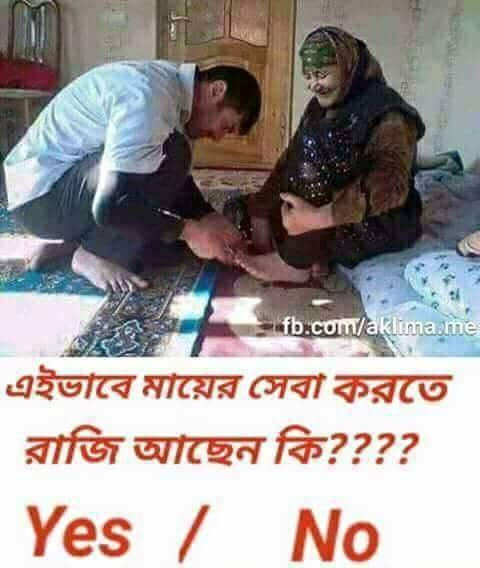 fb.com/aklima.me
এইভাবে মায়ের সেবা করতে
রাজি আছেন কি????
Yes / No